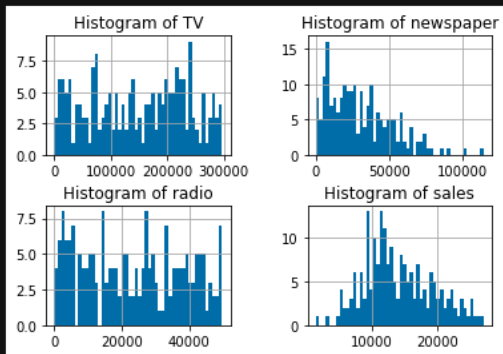 Histogram of TV
7.5
5.0
2.5
0.0
0 100000 200000 300000
Histogram of newspaper
15
10
5
0
0 50000 100000
Histogram of radio
7.5
5.0
2.5
0.0
0 20000 40000
Histogram of sales
10
5
0
10000 20000